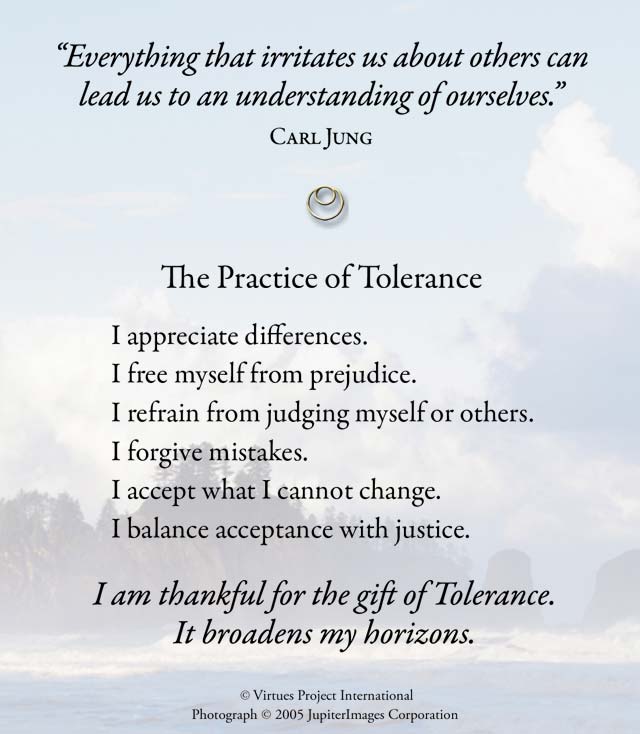 “Everything that irritates us about others can
lead us to an understanding of ourselves.”
Carl Jung
The Practice of Tolerance
I appreciate differences.
I free myself from prejudice.
I refrain from judging myself or others.
I forgive mistakes.
I accept what I cannot change.
I balance acceptance with justice.
I am thankful for the gift of Tolerance.
It broadens my horizons.
© Virtues Project International
Photograph © 2005 JupiterImages Corporation